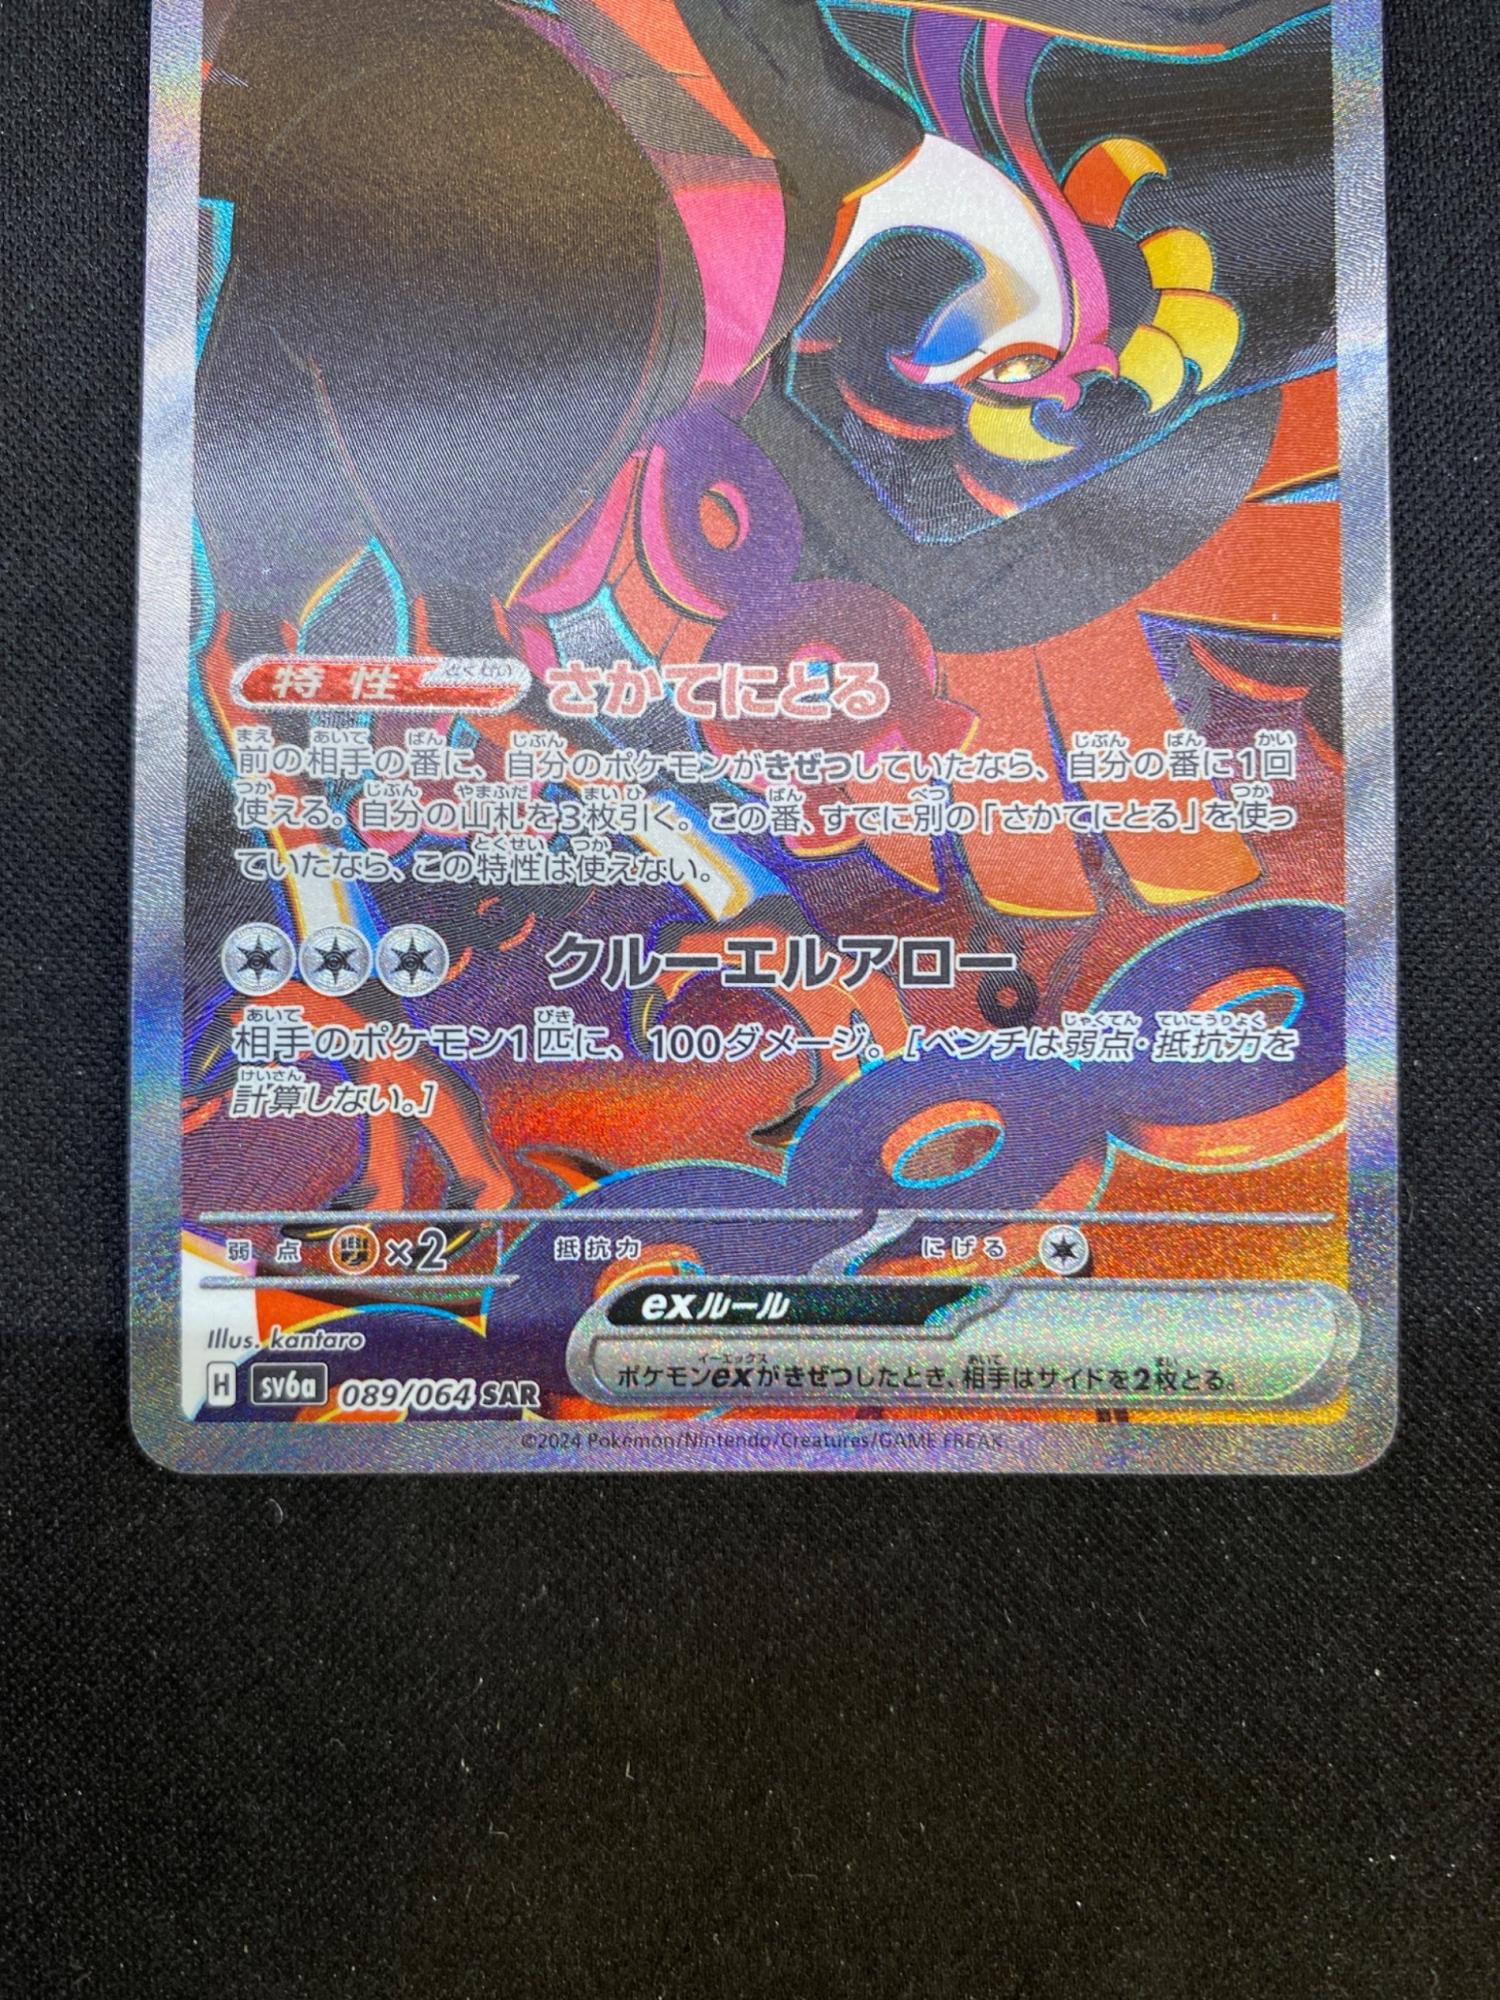 特性 とくせい さかてにとる
前の相手の番に、自分のポケモンがきぜつしていたなら、自分の番に1回
使える。自分の山札を3枚引く。この番、すでに別の「さかてにとる」を使っ
ていたなら、この特性は使えない。
クルーエルアロー
相手のポケモン1匹に、100ダメージ。[ベンチは弱点・抵抗力を
計算しない。]
弱点 ×2 抵抗力 にげる
exルール
Illus. kantaro
ポケモンexがきぜつしたとき、相手はサイドを2枚とる。
H sv6a 089/064 SAR
©2024 Pokémon/Nintendo/Creatures/GAME FREAK